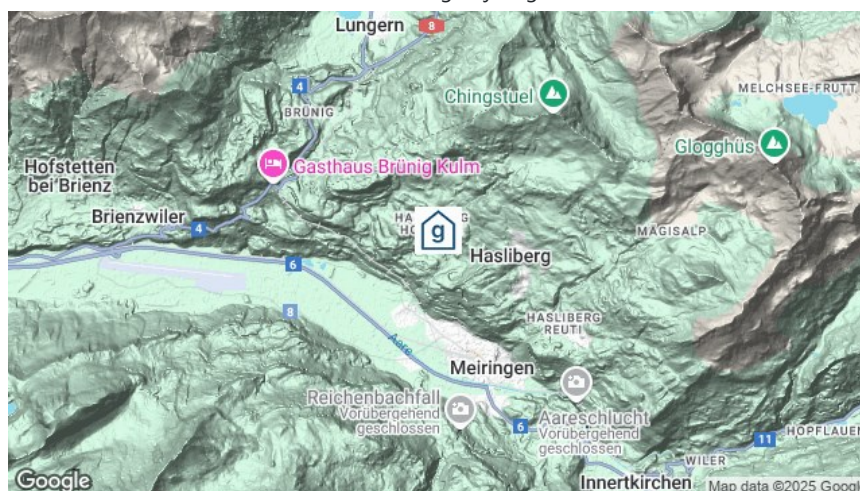 Lungern
8
4
BRÜNIG
Chingstuel
MELCHSEE-FRUTT
Glogghüs
Hofstetten
bei Brienz
Gasthaus Brünig Kulm
Brienzwiler
4
g
Hasliberg
MÄGISALP
6
8
HASLIBERG
REUTI
Aare
Meiringen
Reichenbachfall
Vorübergehend
geschlossen
Aareschlucht
Vorübergehend
geschlossen
6
11
HOPFLAUEN
WILER
Innertkirchen
Google
Map data ©2025 Google